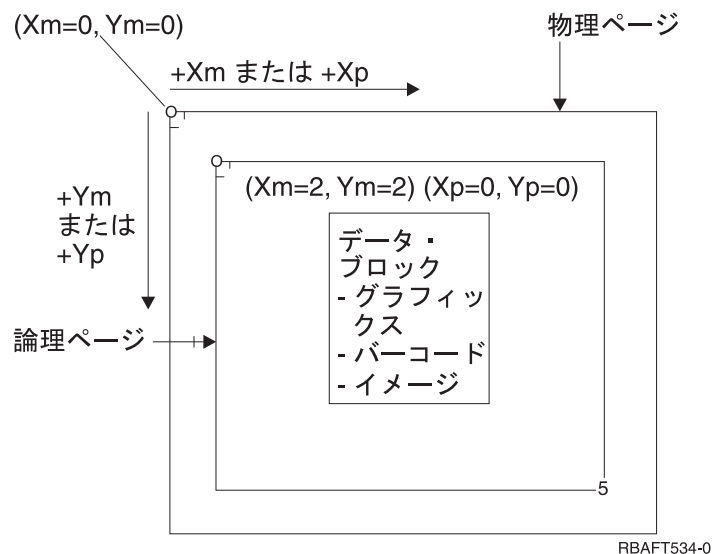 (Xm=0, Ym=0)
物理ページ
+Xm または +Xp
+Ym
または
+Yp
(Xm=2, Ym=2) (Xp=0, Yp=0)
データ・
ブロック
- グラフィッ
クス
- バーコード
- イメージ
論理ページ
5
RBAFT534-0